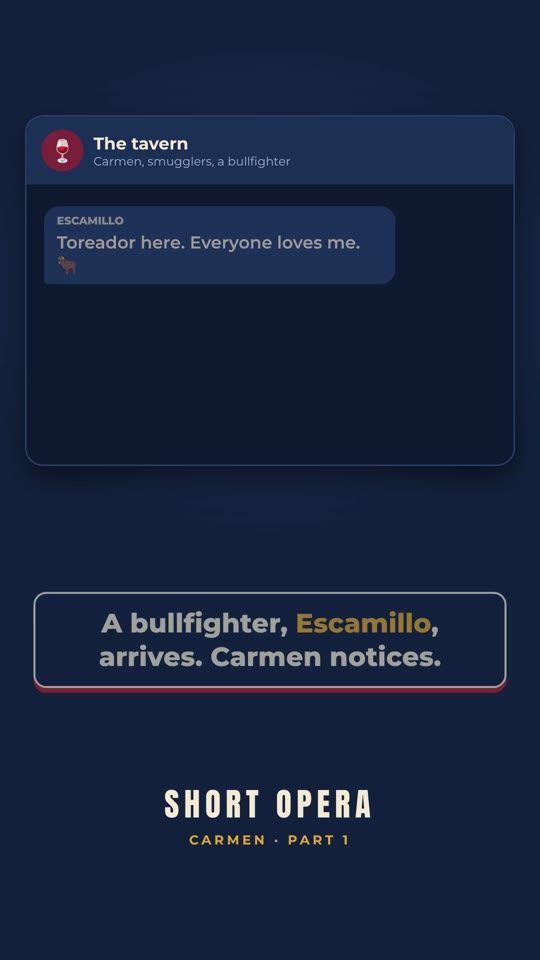 The tavern
Carmen, smugglers, a bullfighter
ESCAMILLO
Toreador here. Everyone loves me.
🐂
A bullfighter, Escamillo,
arrives. Carmen notices.
SHORT OPERA
CARMEN · PART 1